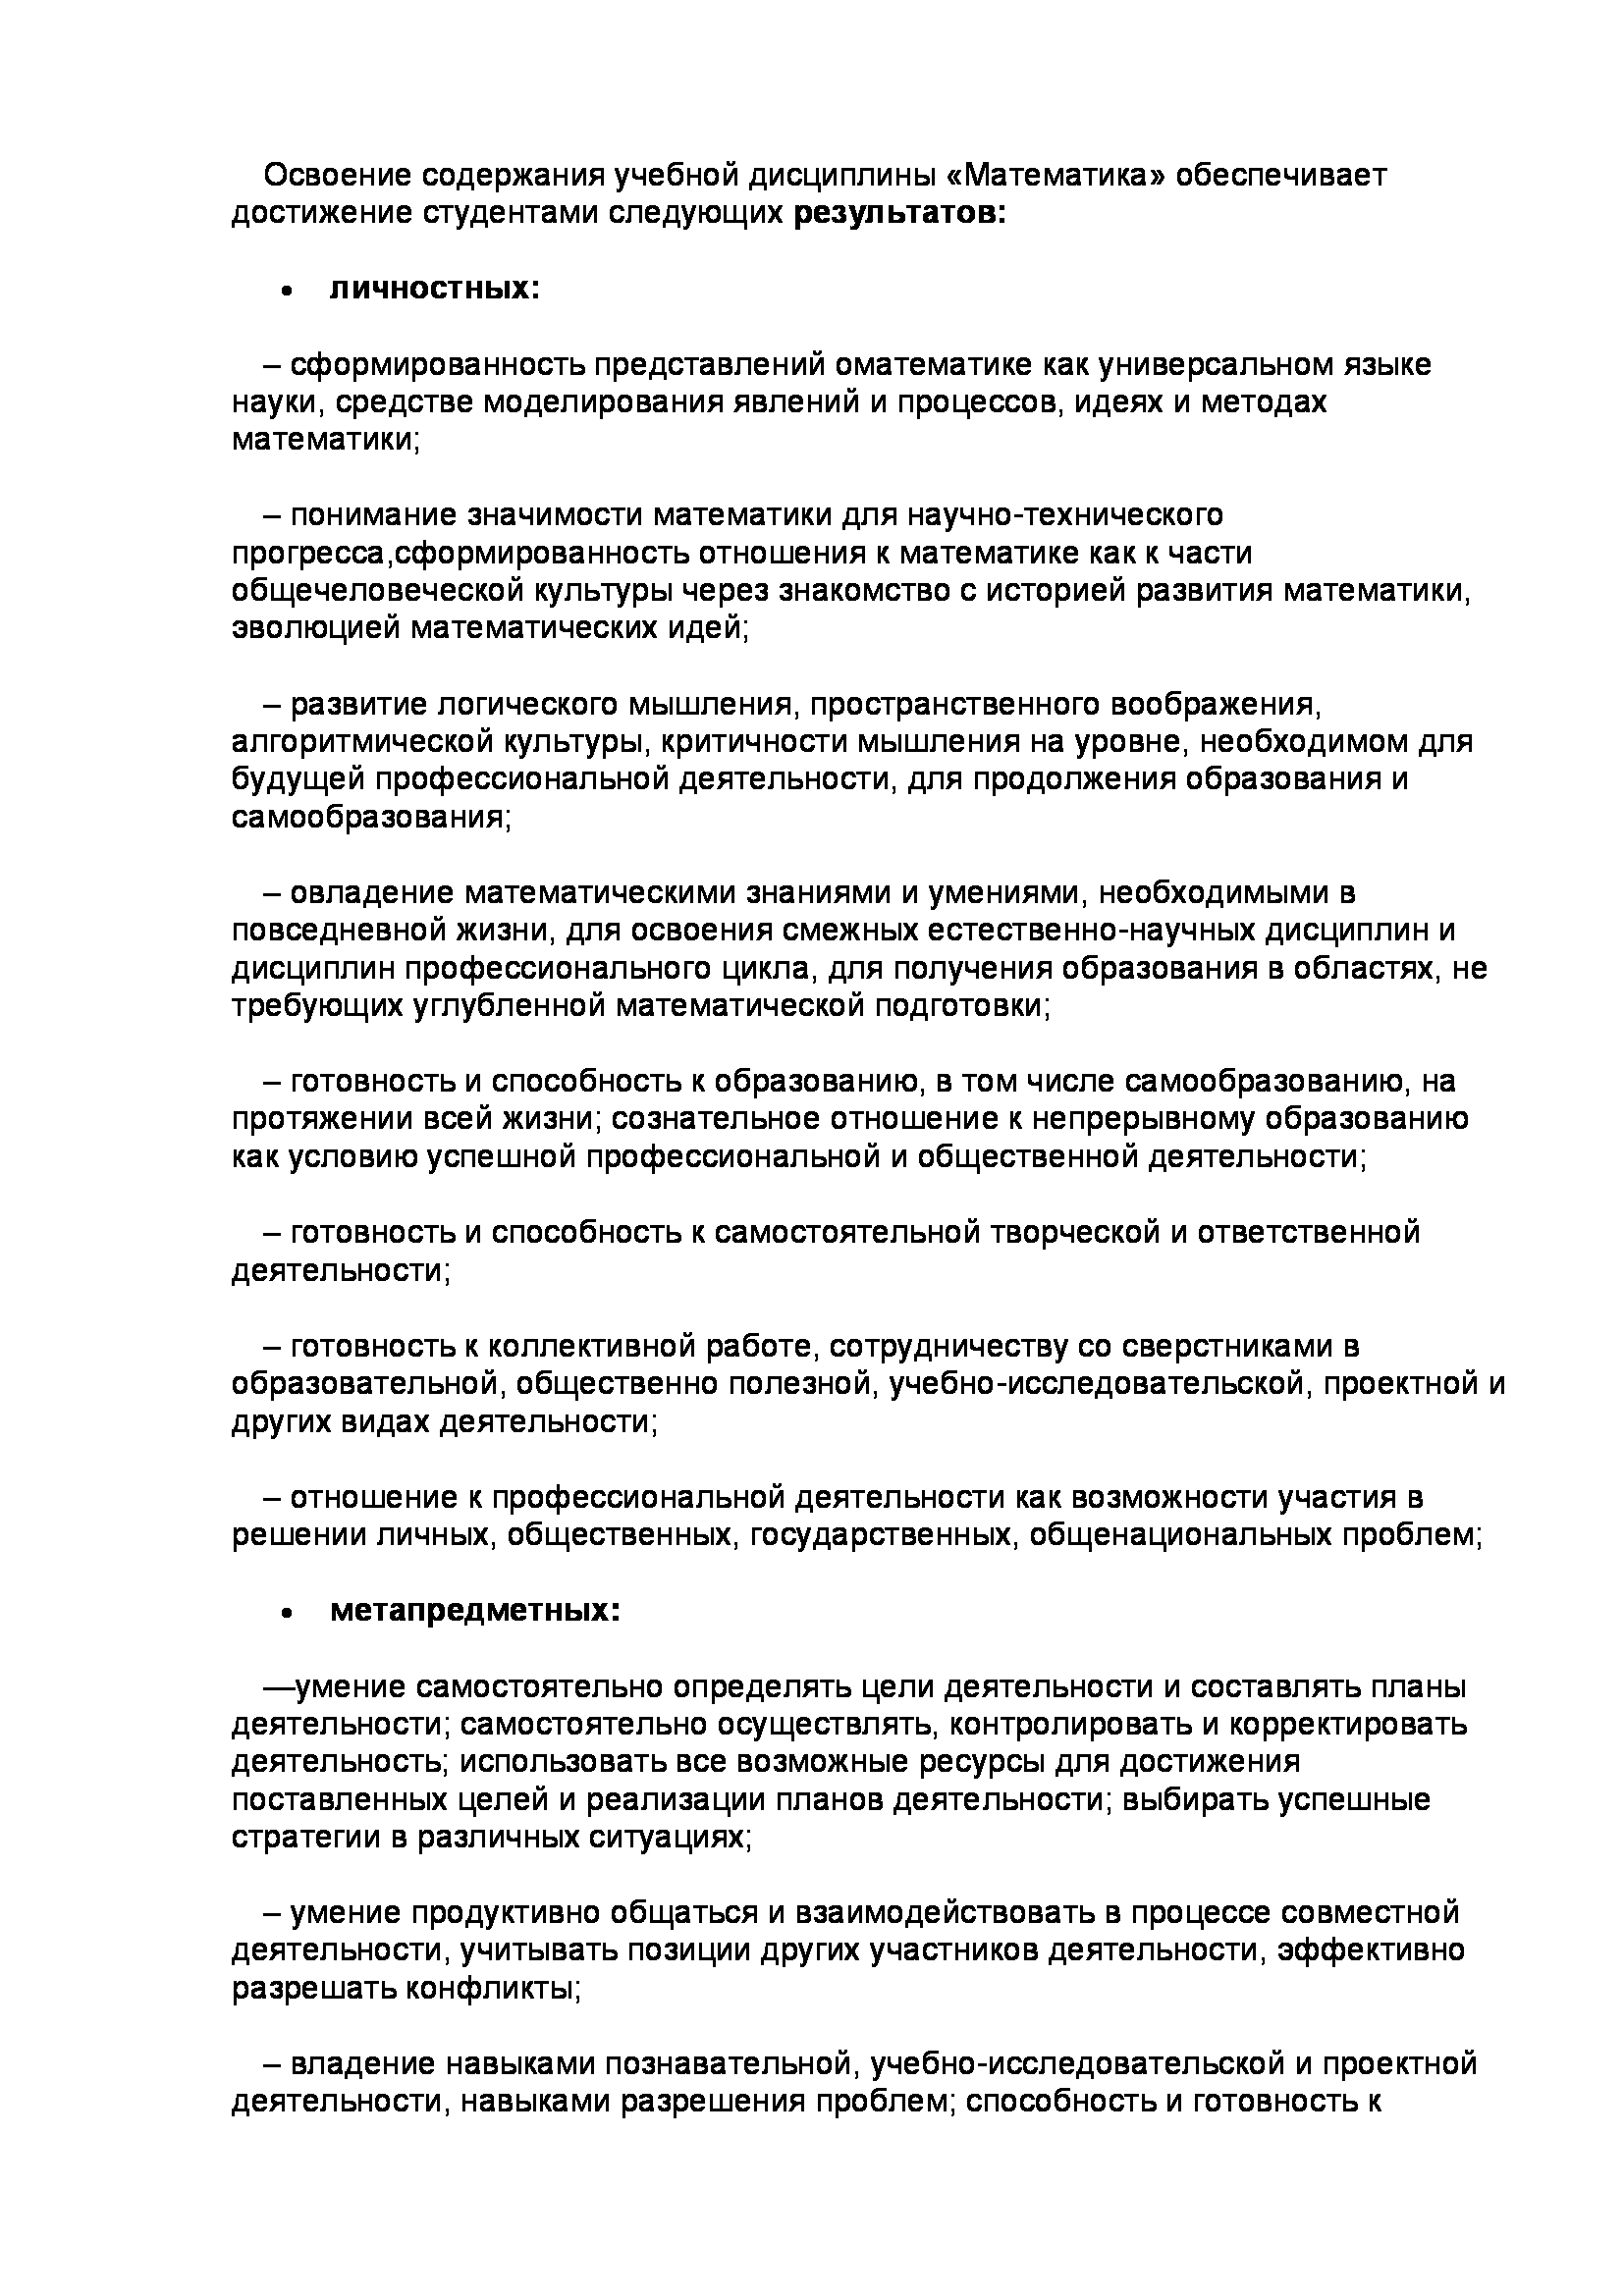 Освоение содержания учебной дисциплины «Математика» обеспечивает
достижение студентами следующих результатов:
• личностных:
– сформированность представлений оматематике как универсальном языке
науки, средстве моделирования явлений и процессов, идеях и методах
математики;
– понимание значимости математики для научно-технического
прогресса,сформированность отношения к математике как к части
общечеловеческой культуры через знакомство с историей развития математики,
эволюцией математических идей;
– развитие логического мышления, пространственного воображения,
алгоритмической культуры, критичности мышления на уровне, необходимом для
будущей профессиональной деятельности, для продолжения образования и
самообразования;
– овладение математическими знаниями и умениями, необходимыми в
повседневной жизни, для освоения смежных естественно-научных дисциплин и
дисциплин профессионального цикла, для получения образования в областях, не
требующих углубленной математической подготовки;
– готовность и способность к образованию, в том числе самообразованию, на
протяжении всей жизни; сознательное отношение к непрерывному образованию
как условию успешной профессиональной и общественной деятельности;
– готовность и способность к самостоятельной творческой и ответственной
деятельности;
– готовность к коллективной работе, сотрудничеству со сверстниками в
образовательной, общественно полезной, учебно-исследовательской, проектной и
других видах деятельности;
– отношение к профессиональной деятельности как возможности участия в
решении личных, общественных, государственных, общенациональных проблем;
• метапредметных:
—умение самостоятельно определять цели деятельности и составлять планы
деятельности; самостоятельно осуществлять, контролировать и корректировать
деятельность; использовать все возможные ресурсы для достижения
поставленных целей и реализации планов деятельности; выбирать успешные
стратегии в различных ситуациях;
– умение продуктивно общаться и взаимодействовать в процессе совместной
деятельности, учитывать позиции других участников деятельности, эффективно
разрешать конфликты;
– владение навыками познавательной, учебно-исследовательской и проектной
деятельности, навыками разрешения проблем; способность и готовность к